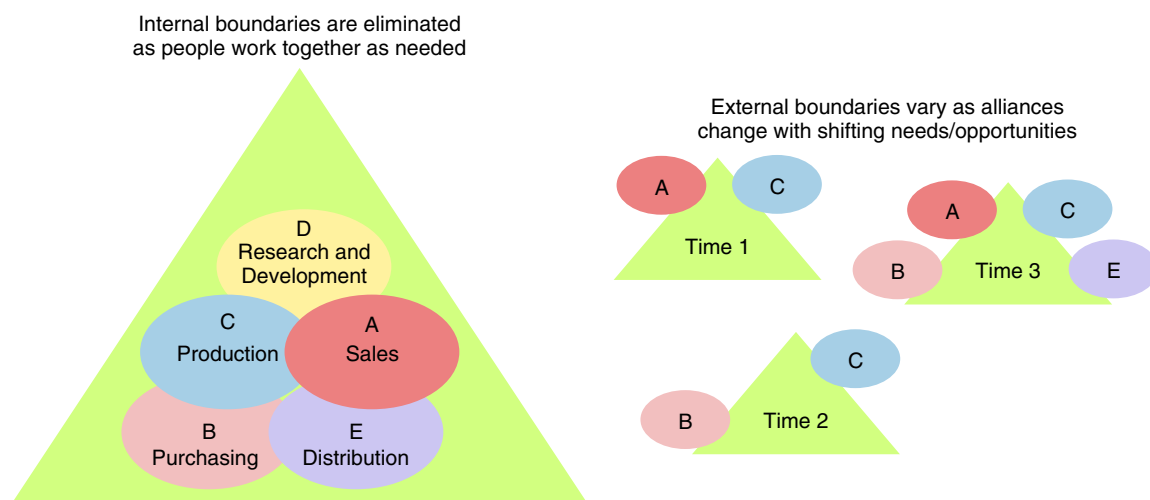 Internal boundaries are eliminated
as people work together as needed
D
Research and
Development
C
Production
A
Sales
B
Purchasing
E
Distribution
External boundaries vary as alliances
change with shifting needs/opportunities
A
C
Time 1
A
C
B
Time 3
E
C
B
Time 2